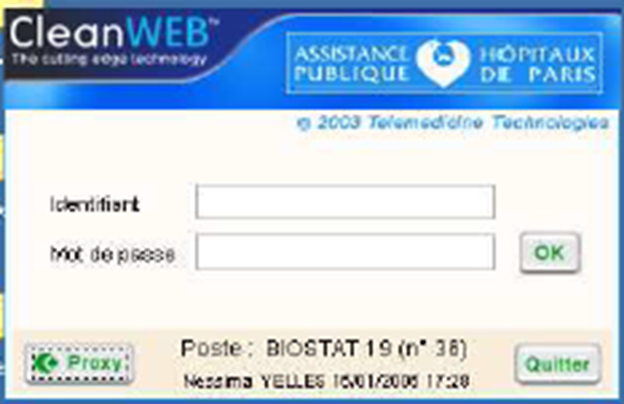 CleanWEB™
The cutting edge technology
ASSISTANCE PUBLIQUE HÔPITAUX DE PARIS
© 2003 Telemedicine Technologies
Identifiant
Mot de passe
OK
Proxy
Poste : BIOSTAT 19 (n° 36)
Nessima YELLES 16/01/2006 17:28
Quitter